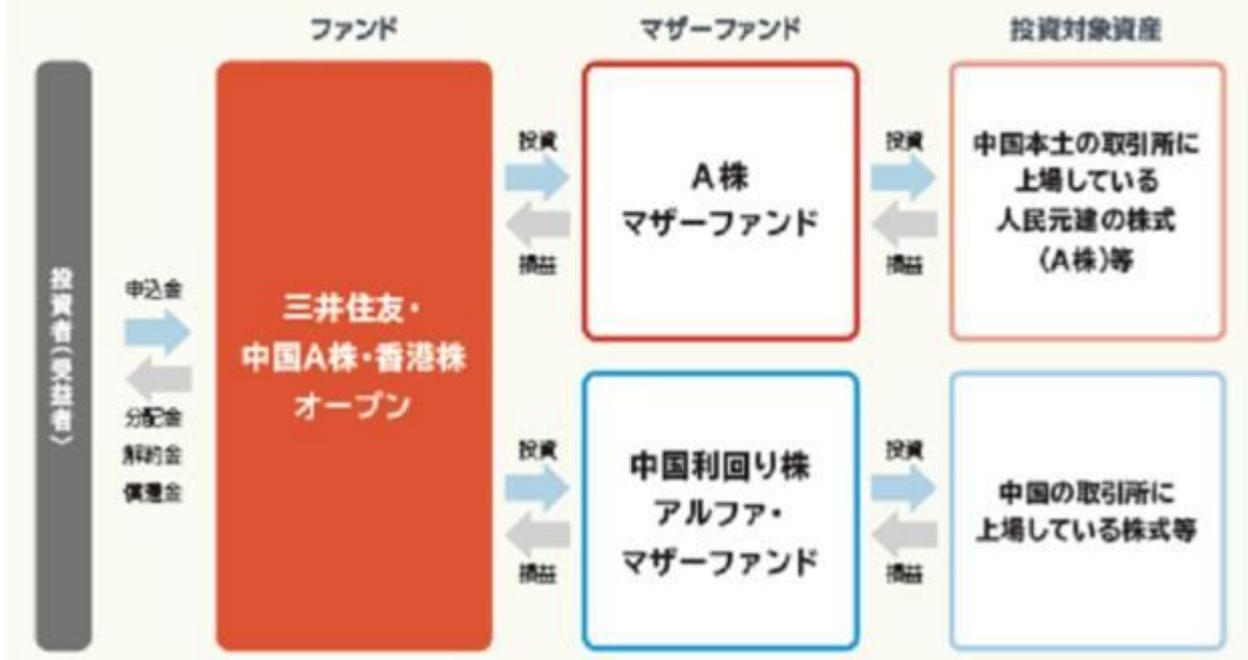 ファンド
マザーファンド
投資対象資産
投資者(受益者)
申込金
分配金
解約金
償還金
三井住友・
中国A株・香港株
オープン
投資
損益
A株
マザーファンド
投資
損益
中国本土の取引所に
上場している
人民元建の株式
(A株)等
投資
損益
中国利回り株
アルファ・
マザーファンド
投資
損益
中国の取引所に
上場している株式等